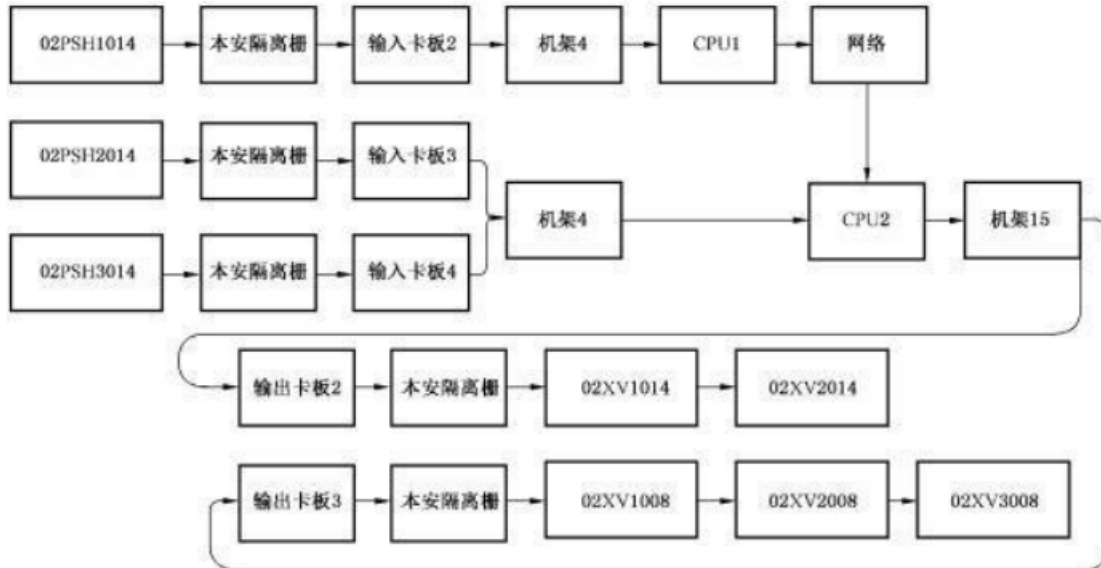 02PSH1014 本安隔离栅 输入卡板2 机架4 CPU1 网络
02PSH2014 本安隔离栅 输入卡板3
机架4 CPU2 机架15
02PSH3014 本安隔离栅 输入卡板4
输出卡板2 本安隔离栅 02XV1014 02XV2014
输出卡板3 本安隔离栅 02XV1008 02XV2008 02XV3008